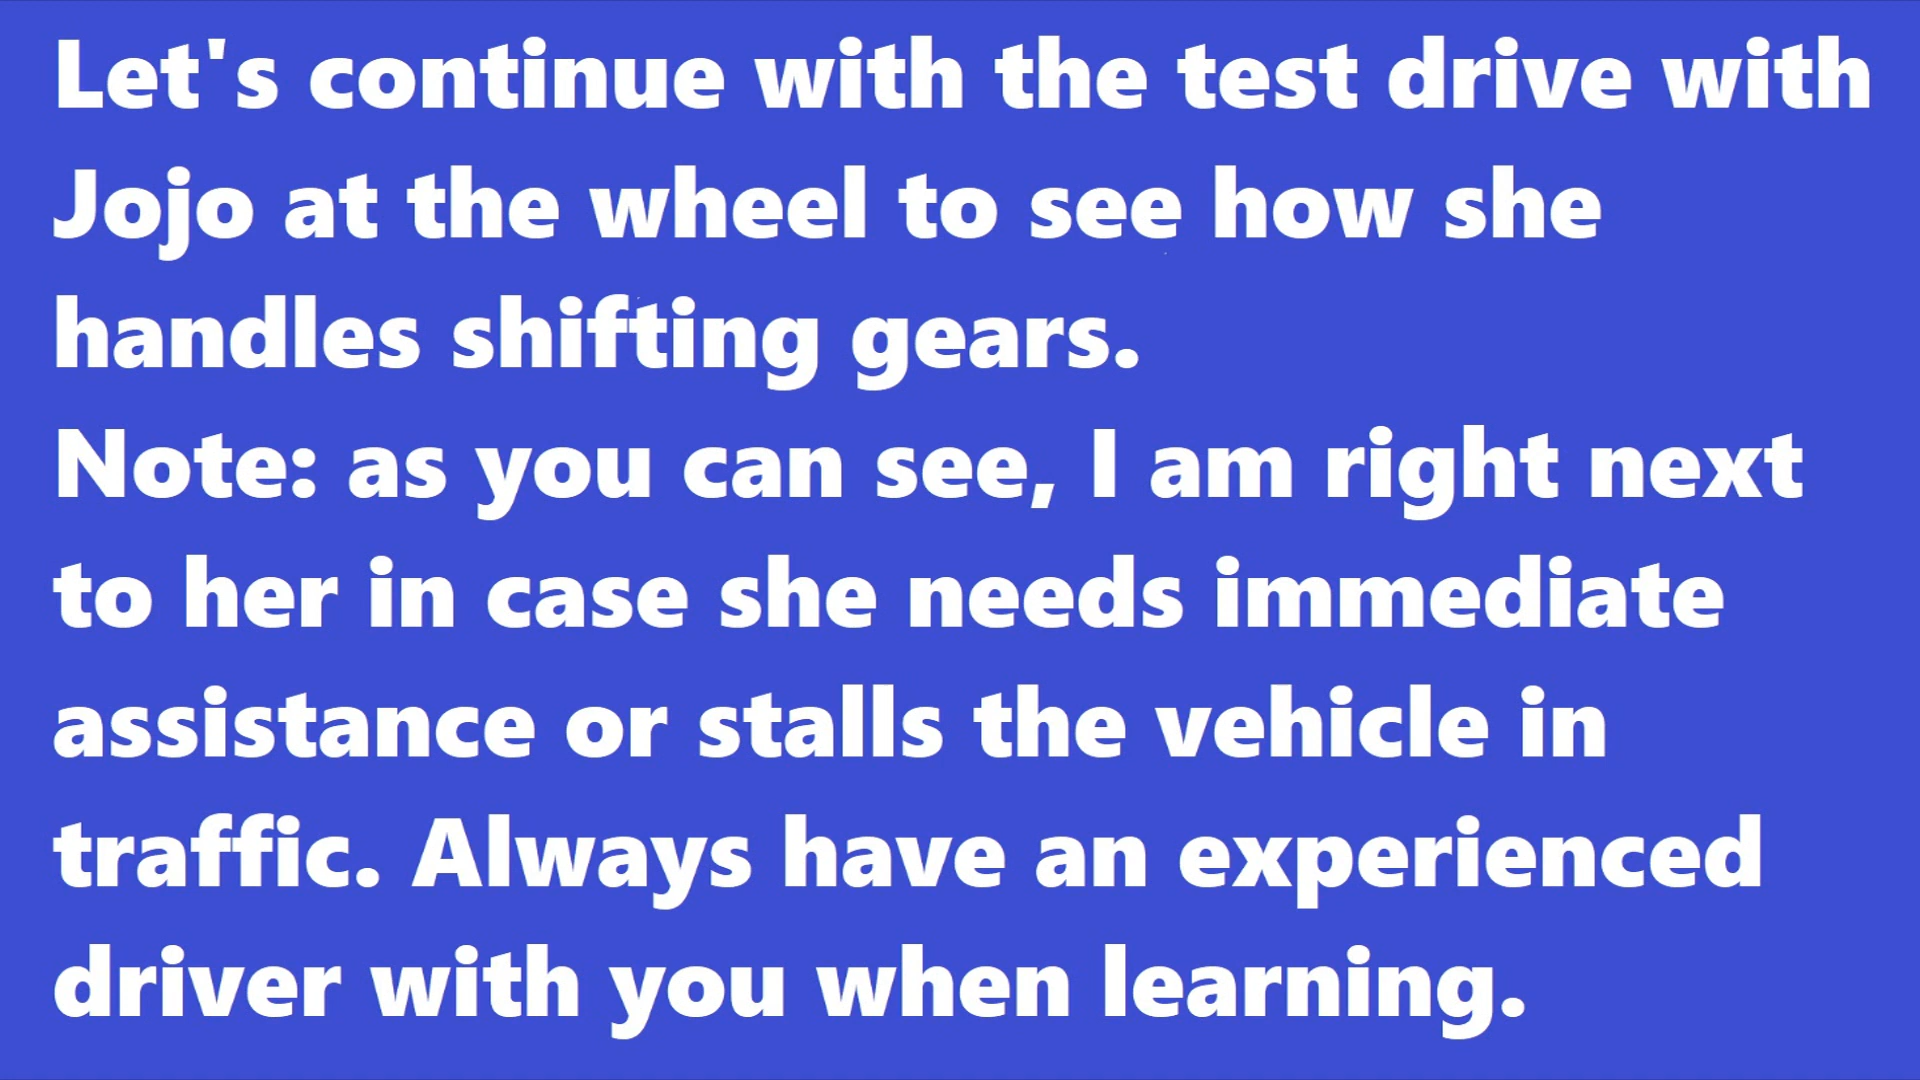 Let's continue with the test drive with
Jojo at the wheel to see how she
handles shifting gears.
Note: as you can see, I am right next
to her in case she needs immediate
assistance or stalls the vehicle in
traffic. Always have an experienced
driver with you when learning.